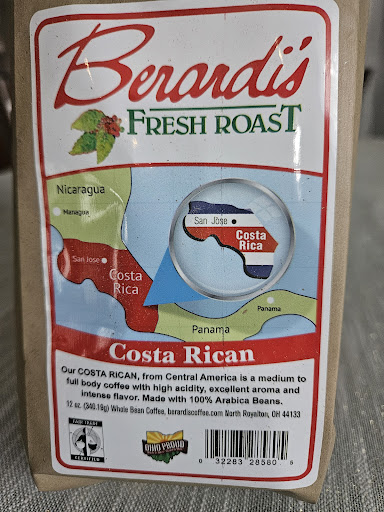 Berardi's
FRESH ROAST
Nicaragua
Managua
San Jose
Costa
Rica
San Jose
Costa
Rica
Panama
Panama
Costa Rican
Our COSTA RICAN, from Central America is a medium to
full body coffee with high acidity, excellent aroma and
intense flavor. Made with 100% Arabica Beans.
12 oz. (340.19g) Whole Bean Coffee, berardiscoffee.com North Royalton, OH 44133
FAIR TRADE
CERTIFIED
OHIO PROUD
0 32283 28580 5